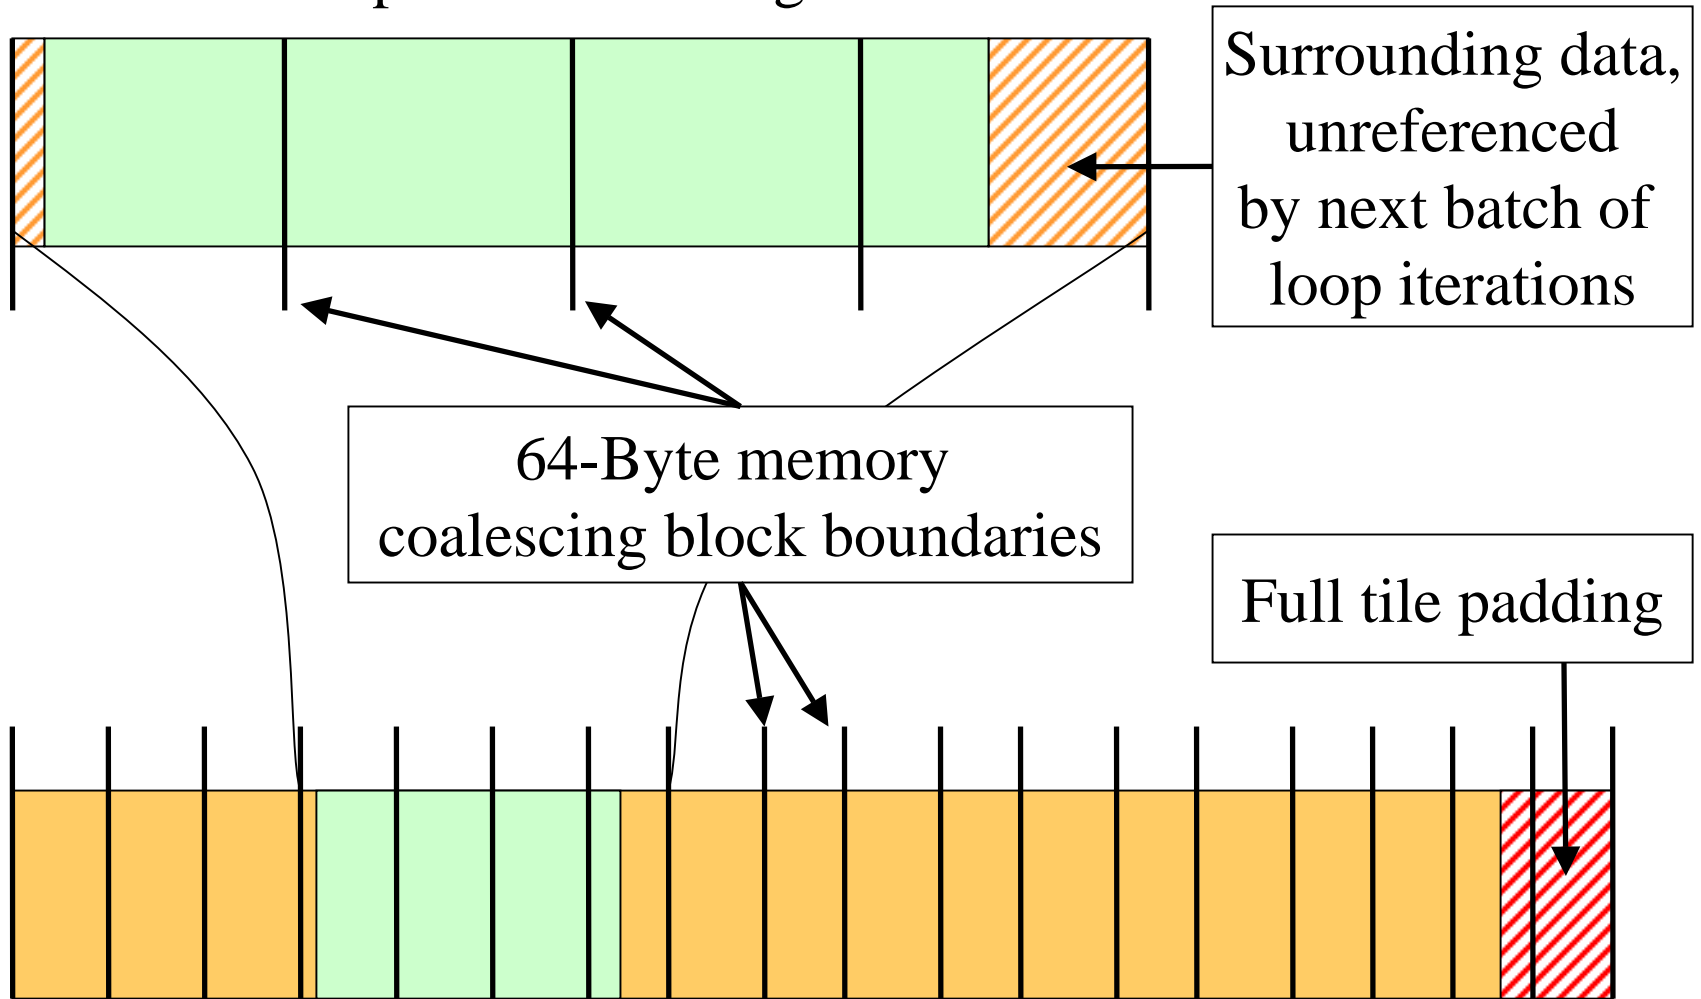 Surrounding data,
unreferenced
by next batch of
loop iterations
64-Byte memory
coalescing block boundaries
Full tile padding